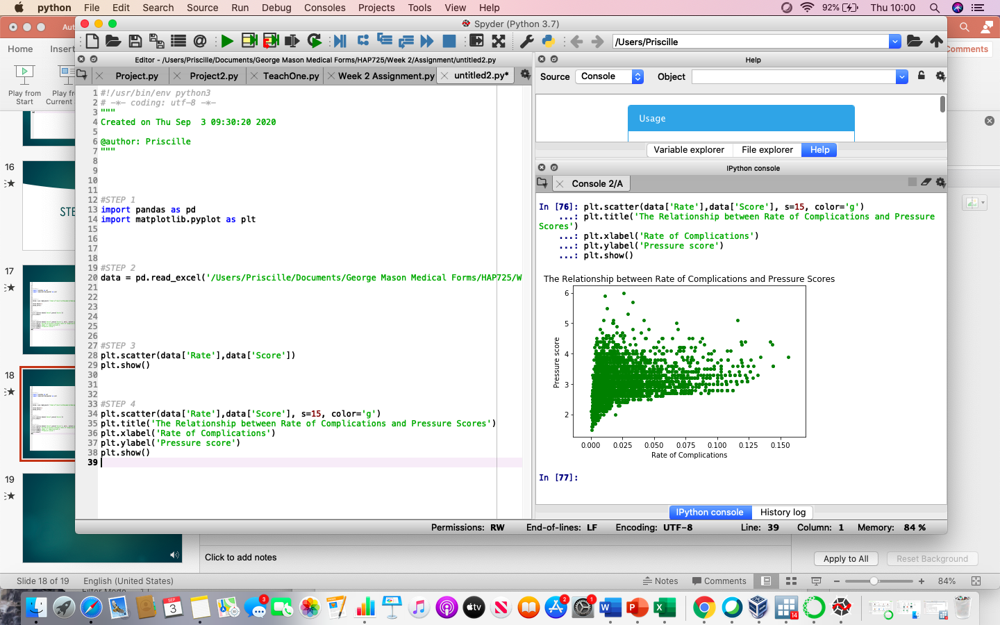 python File Edit Search Source Run Debug Consoles Projects Tools View Help 92% Thu 10:00
Spyder (Python 3.7)
Home
Play from
Start
Current
Comments
/Users/Priscille
Editor - /Users/Priscille/Documents/George Mason Medical Forms/HAP725/Week 2/Assignment/untitled2.py
Project.py Project2.py TeachOne.py Week 2 Assignment.py untitled2.py*
1 #!/usr/bin/env python3
2 # -*- coding: utf-8 -*-
3 """
4 Created on Thu Sep  3 09:30:20 2020
5
6 @author: Priscille
7 """
8
9
10
11
12 #STEP 1
13 import pandas as pd
14 import matplotlib.pyplot as plt
15
16
17
18
19 #STEP 2
20 data = pd.read_excel('/Users/Priscille/Documents/George Mason Medical Forms/HAP725/W
21
22
23
24
25
26
27 #STEP 3
28 plt.scatter(data['Rate'],data['Score'])
29 plt.show()
30
31
32
33 #STEP 4
34 plt.scatter(data['Rate'],data['Score'], s=15, color='g')
35 plt.title('The Relationship between Rate of Complications and Pressure Scores')
36 plt.xlabel('Rate of Complications')
37 plt.ylabel('Pressure score')
38 plt.show()
39
Help
Source Console Object
Usage
Variable explorer File explorer Help
IPython console
Console 2/A
In [76]: plt.scatter(data['Rate'],data['Score'], s=15, color='g')
...: plt.title('The Relationship between Rate of Complications and Pressure
Scores')
...: plt.xlabel('Rate of Complications')
...: plt.ylabel('Pressure score')
...: plt.show()
The Relationship between Rate of Complications and Pressure Scores
6
5
4
3
2
Pressure score
0.000 0.025 0.050 0.075 0.100 0.125 0.150
Rate of Complications
In [77]:
IPython console History log
Permissions: RW End-of-lines: LF Encoding: UTF-8 Line: 39 Column: 1 Memory: 84 %
16
17
18
19
Click to add notes
Apply to All Reset Background
Slide 18 of 19 English (United States) Notes Comments 84%
SEP
3
3
tv
2
1
W
P
X
14